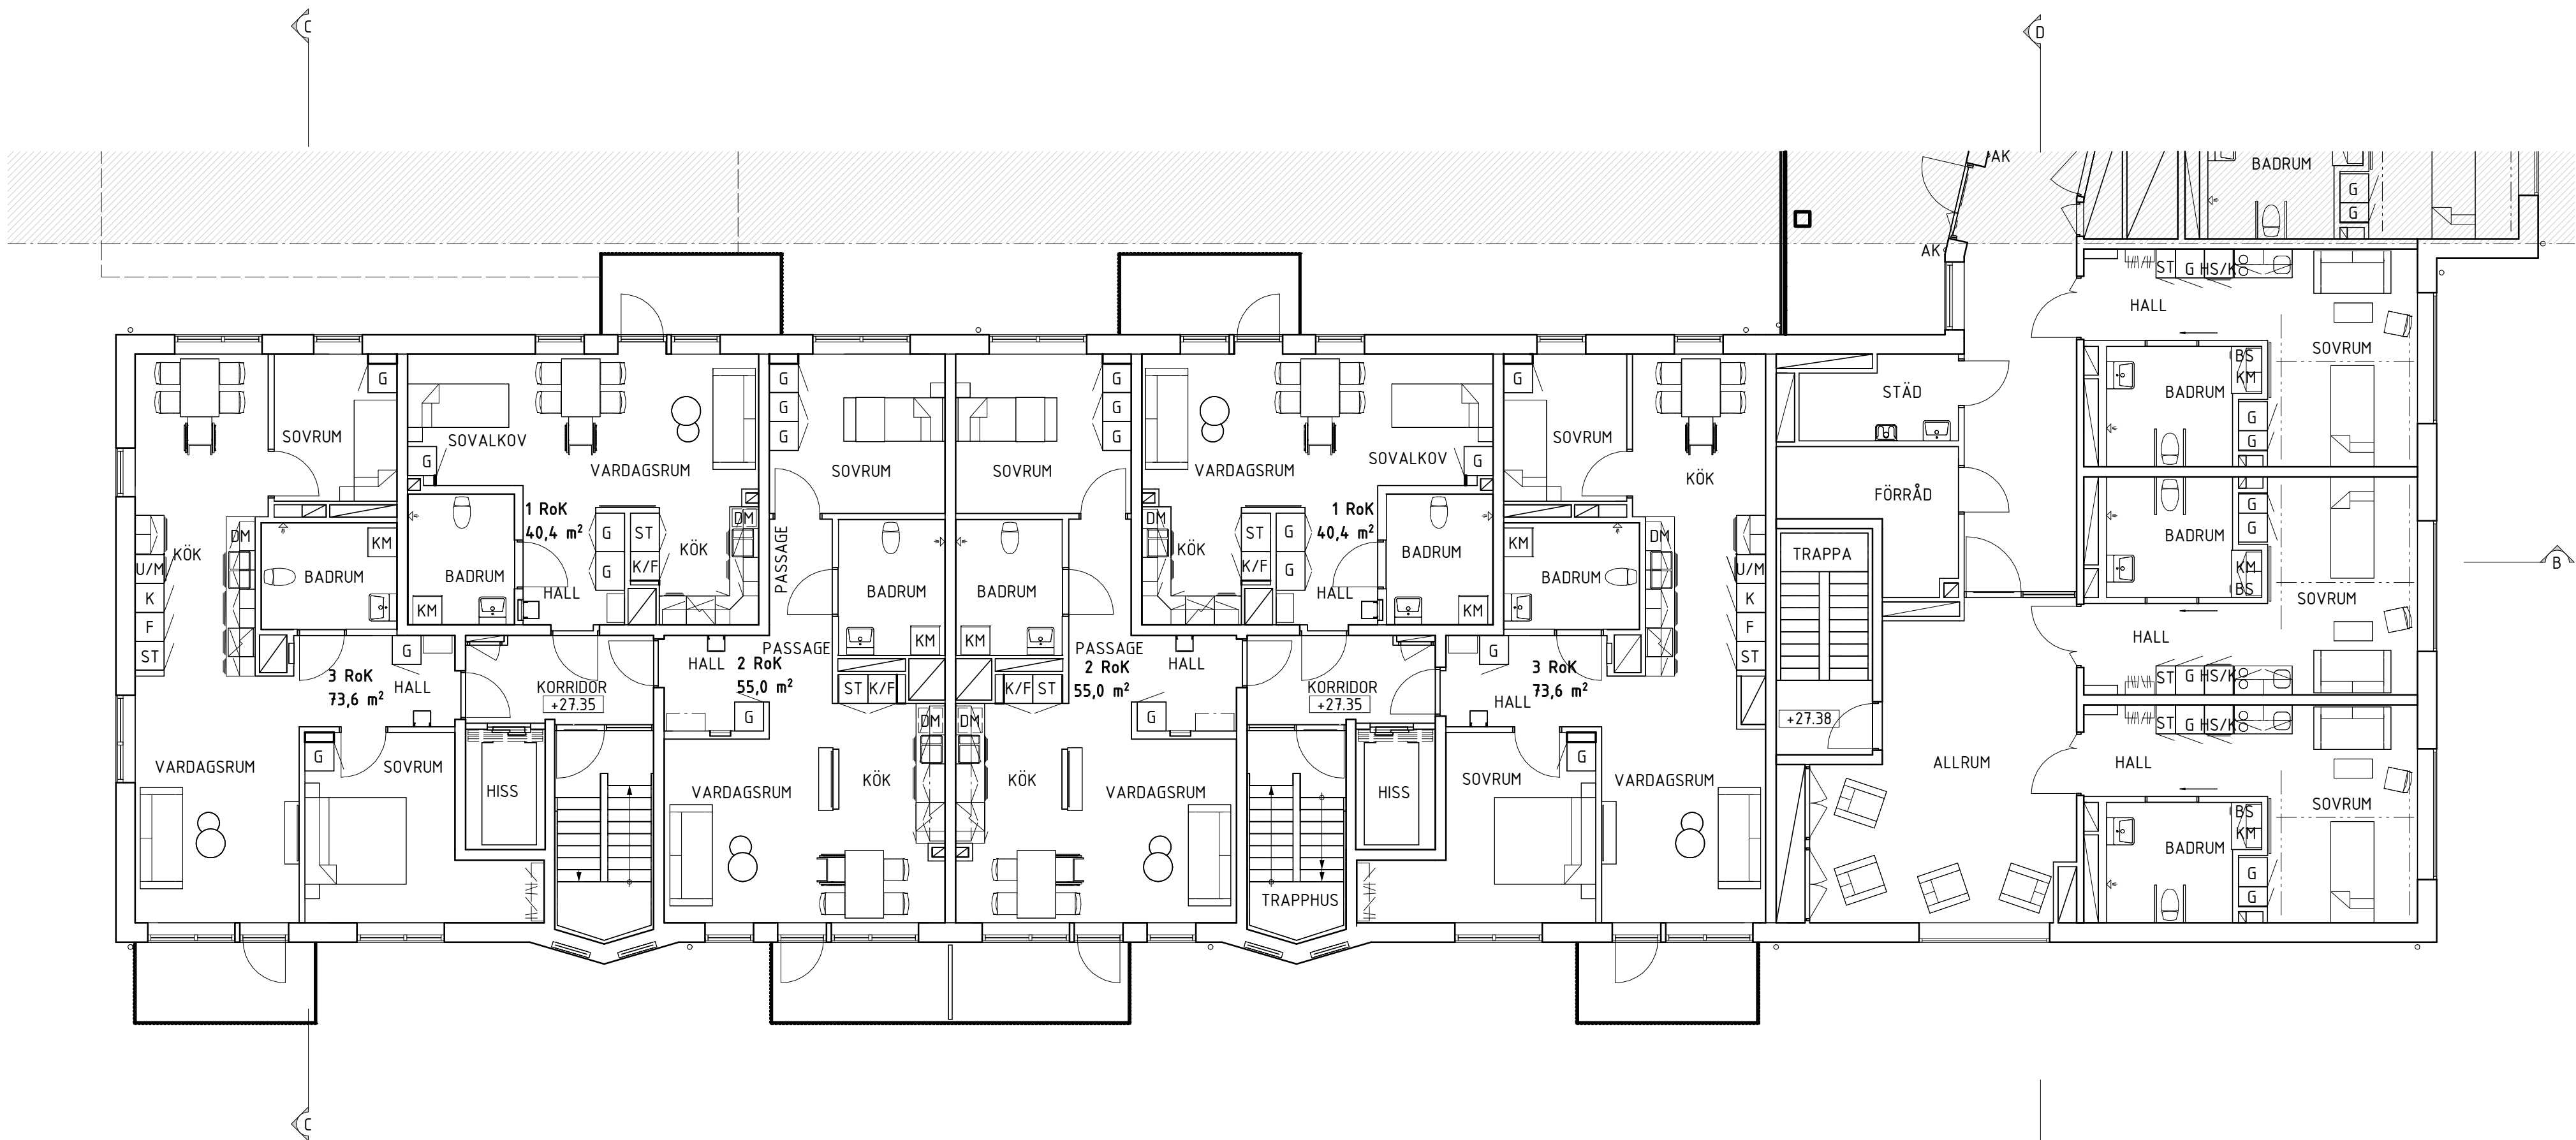 C
D
AK
BADRUM
G
G
AK
ST
G
HS/K
HALL
SOVRUM
BS
KM
BADRUM
G
G
STÄD
G
SOVRUM
SOVALKOV
G
VARDAGSRUM
G
G
G
SOVRUM
SOVRUM
G
G
G
VARDAGSRUM
SOVALKOV
G
G
SOVRUM
KÖK
FÖRRÅD
G
G
BADRUM
KM
BS
SOVRUM
HALL
ST
G
HS/K
B
1 RoK
40,4 m²
G
G
ST
K/F
DM
KÖK
HALL
BADRUM
KM
KÖK
DM
U/M
K
F
ST
KM
BADRUM
3 RoK
73,6 m²
G
HALL
KORRIDOR
+27.35
PASSAGE
PASSAGE
HALL
2 RoK
55,0 m²
G
BADRUM
KM
ST
K/F
DM
BADRUM
KM
K/F
ST
DM
PASSAGE
2 RoK
55,0 m²
HALL
G
DM
KÖK
ST
K/F
G
G
1 RoK
40,4 m²
HALL
BADRUM
KM
KORRIDOR
+27.35
KM
BADRUM
DM
U/M
K
F
ST
G
3 RoK
73,6 m²
HALL
TRAPPA
+27.38
VARDAGSRUM
G
SOVRUM
HISS
VARDAGSRUM
KÖK
KÖK
VARDAGSRUM
TRAPPHUS
HISS
SOVRUM
G
VARDAGSRUM
ALLRUM
ST
G
HS/K
HALL
SOVRUM
BS
KM
BADRUM
G
G
C